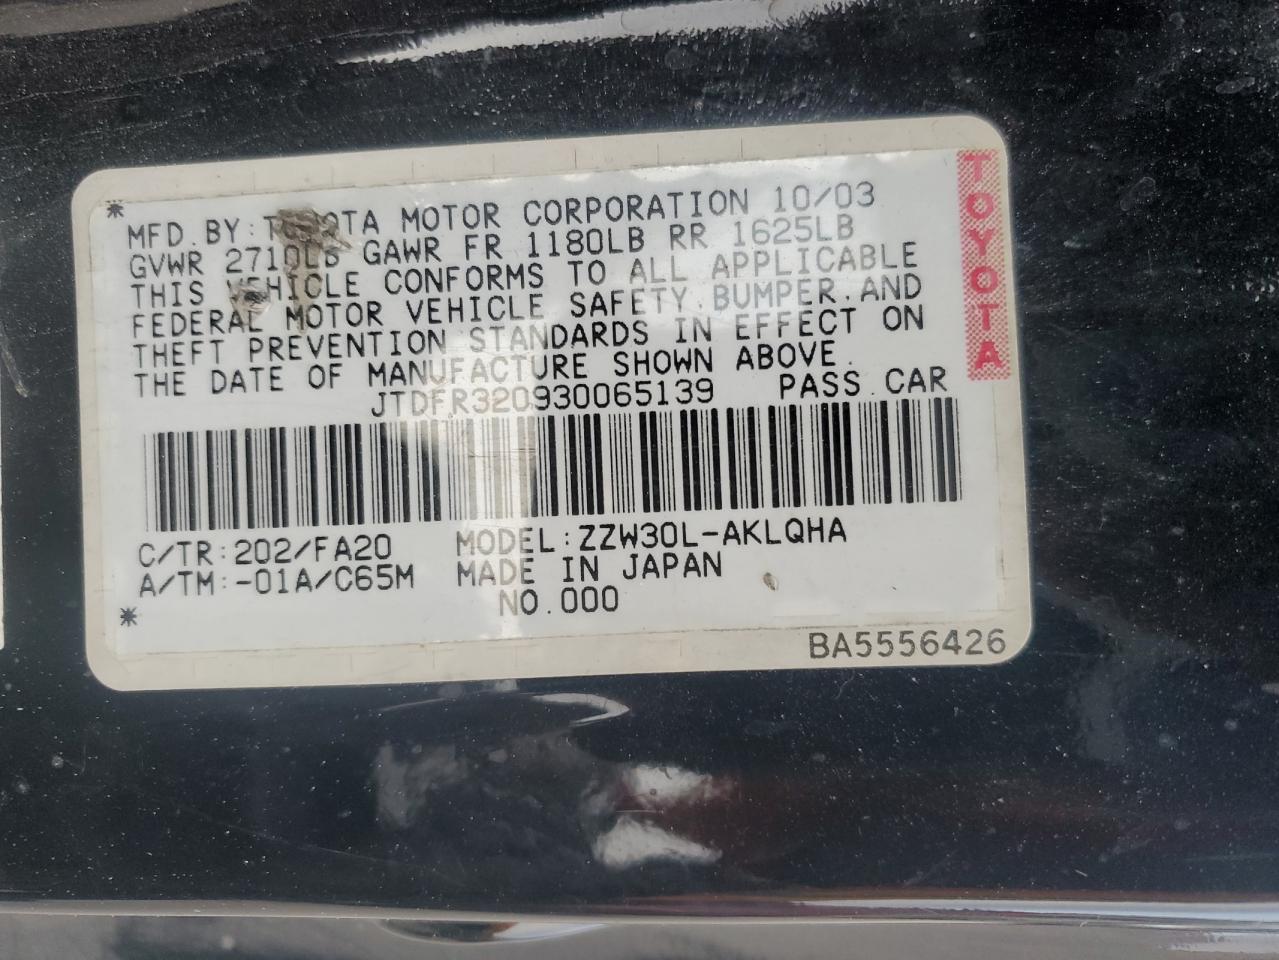 MFD.BY:TOYOTA MOTOR CORPORATION 10/03
GVWR 2710LB GAWR FR 1180LB RR 1625LB
THIS VEHICLE CONFORMS TO ALL APPLICABLE
FEDERAL MOTOR VEHICLE SAFETY,BUMPER,AND
THEFT PREVENTION STANDARDS IN EFFECT ON
THE DATE OF MANUFACTURE SHOWN ABOVE.
JTDFR320930065139 PASS.CAR
C/TR:202/FA20 MODEL:ZZW30L-AKLQHA
A/TM:-01A/C65M MADE IN JAPAN
NO.000
BA5556426
TOYOTA